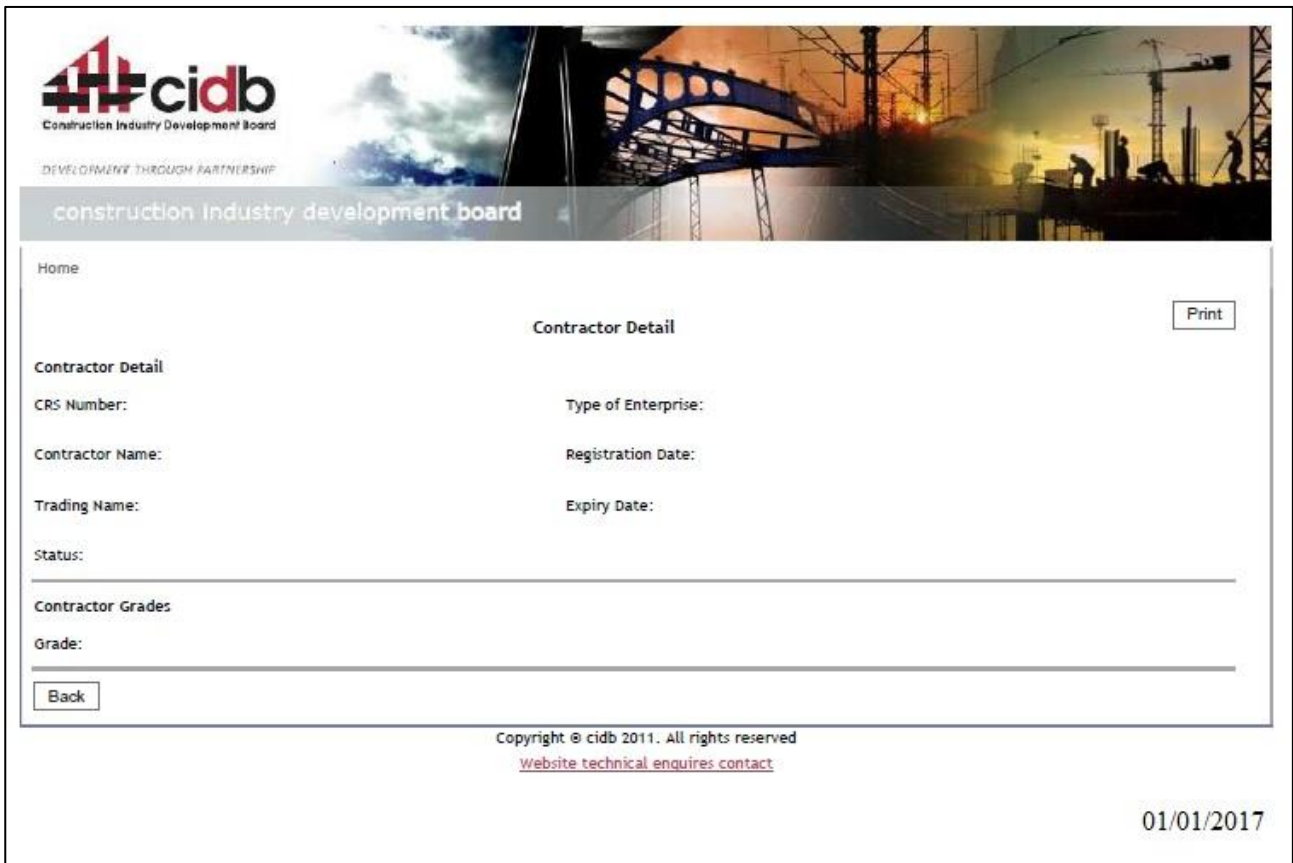 cidb
Construction Industry Development Board
DEVELOPMENT THROUGH PARTNERSHIP
construction industry development board
Home
Print
Contractor Detail
Contractor Detail
CRS Number: Type of Enterprise:
Contractor Name: Registration Date:
Trading Name: Expiry Date:
Status:
Contractor Grades
Grade:
Back
Copyright © cidb 2011. All rights reserved
Website technical enquires contact
01/01/2017